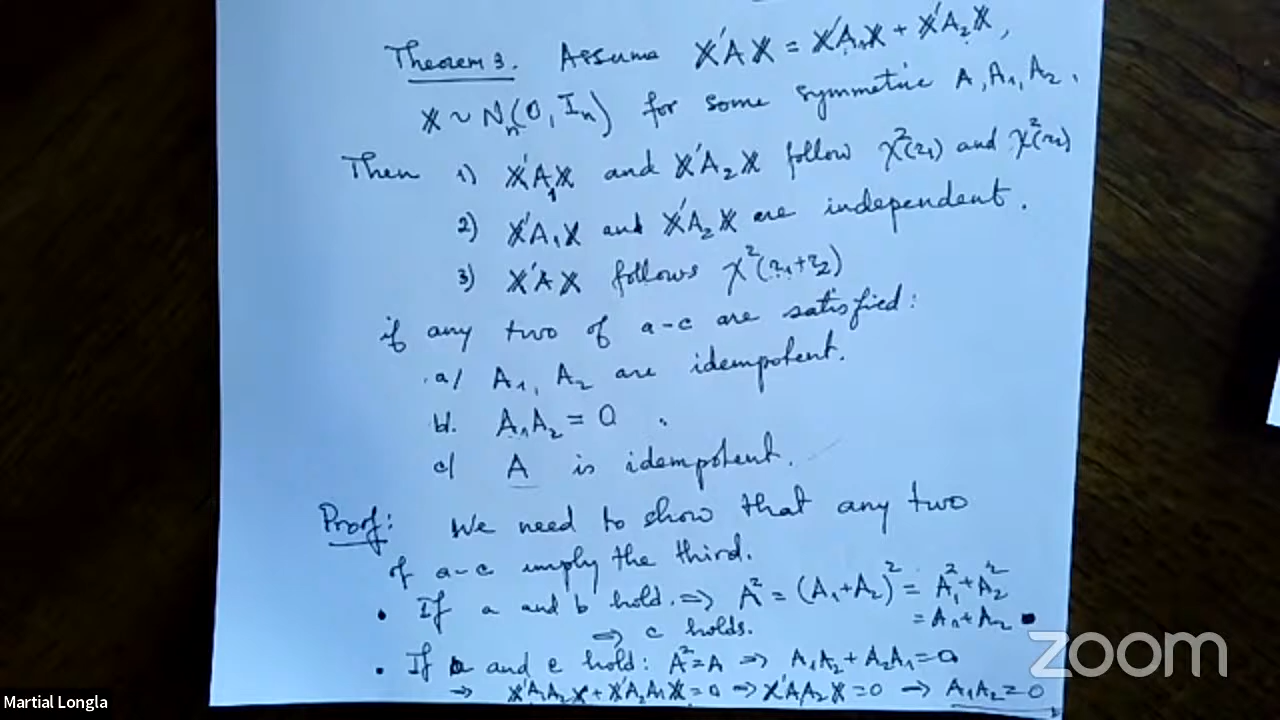 Theorem 3. Assume X'AX = X'A₁X + X'A₂X,
X ~ Nₙ(0, Iₙ) for some symmetric A, A₁, A₂.
Then 1) X'A₁X and X'A₂X follow χ²(r₁) and χ²(r₂)
2) X'A₁X and X'A₂X are independent.
3) X'AX follows χ²(r₁+r₂)
if any two of a-c are satisfied:
a/ A₁, A₂ are idempotent.
b. A₁A₂ = 0.
c/ A is idempotent.
Proof: We need to show that any two
of a-c imply the third.
• If a and b hold. ⇒ A² = (A₁+A₂)² = A₁²+A₂²
= A₁+A₂
⇒ c holds.
• If a and c hold: A²=A ⇒ A₁A₂ + A₂A₁=0
→ X'A₁A₂X + X'A₂A₁X = 0 → X'A₁A₂X = 0 → A₁A₂ = 0
zoom
Martial Longla